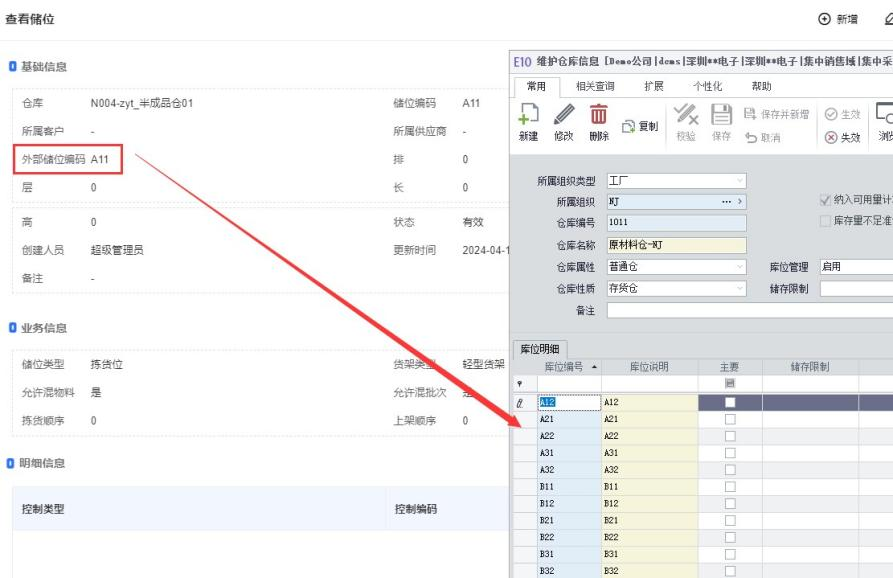 查看储位
新增
基础信息
仓库 N004-zyt_半成品仓01 储位编码 A11
所属客户 - 所属供应商 -
外部储位编码 A11 排 0
层 0 长 0
高 0 状态 有效
创建人员 超级管理员 更新时间 2024-04-1
备注 -
业务信息
储位类型 拣货位 货架类型 轻型货架
允许混物料 是 允许混批次 是
拣货顺序 0 上架顺序 0
明细信息
控制类型 控制编码
E10 维护仓库信息 [Demo公司|dcms|深圳**电子|深圳**电子|集中销售域|集中采
常用 相关查询 扩展 个性化 帮助
新建 修改 删除 复制 校验 保存 保存并新增 取消 生效 失效 浏览
所属组织类型 工厂
所属组织 NJ 纳入可用量计
仓库编号 1011 库存量不足准
仓库名称 原材料仓-NJ
仓库属性 普通仓 库位管理 启用
仓库性质 存货仓 储存限制
备注
库位明细
库位编号 库位说明 主要 储存限制
A12 A12
A21 A21
A22 A22
A31 A31
A32 A32
B11 B11
B12 B12
B21 B21
B22 B22
B31 B31
B32 B32